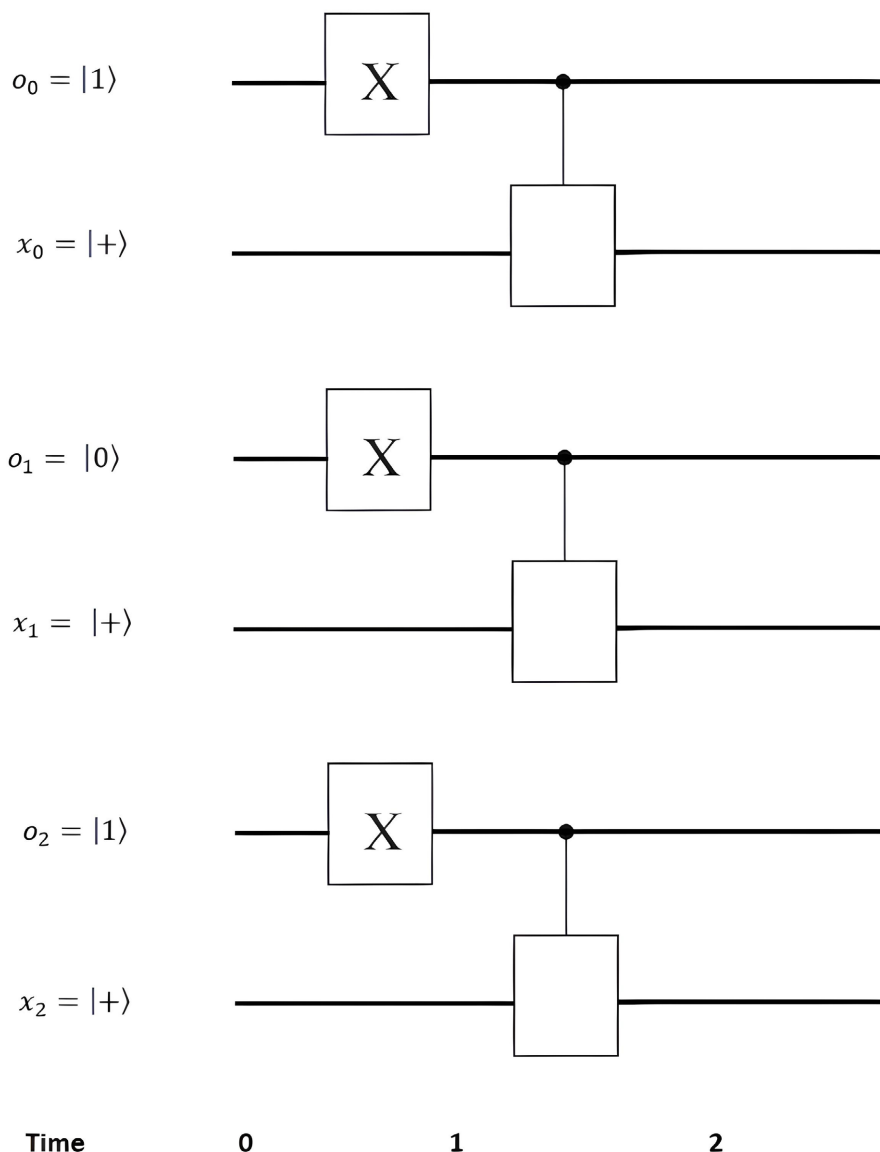 X
o₀ = |1⟩
x₀ = |+⟩
X
o₁ = |0⟩
x₁ = |+⟩
X
o₂ = |1⟩
x₂ = |+⟩
Time 0 1 2